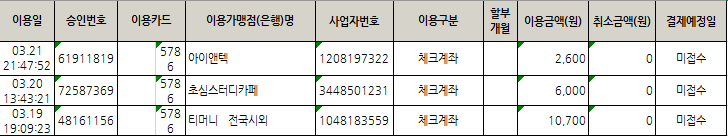 이용일 승인번호 이용카드 이용가맹점(은행)명 사업자번호 이용구분 할부개월 이용금액(원) 취소금액(원) 결제예정일
03.21 21:47:52 61911819 5786 아이앤텍 1208197322 체크계좌 2,600 0 미접수
03.20 13:43:21 72587369 5786 초심스터디카페 3448501231 체크계좌 6,000 0 미접수
03.19 19:09:23 48161156 5786 티머니 전국시외 1048183559 체크계좌 10,700 0 미접수